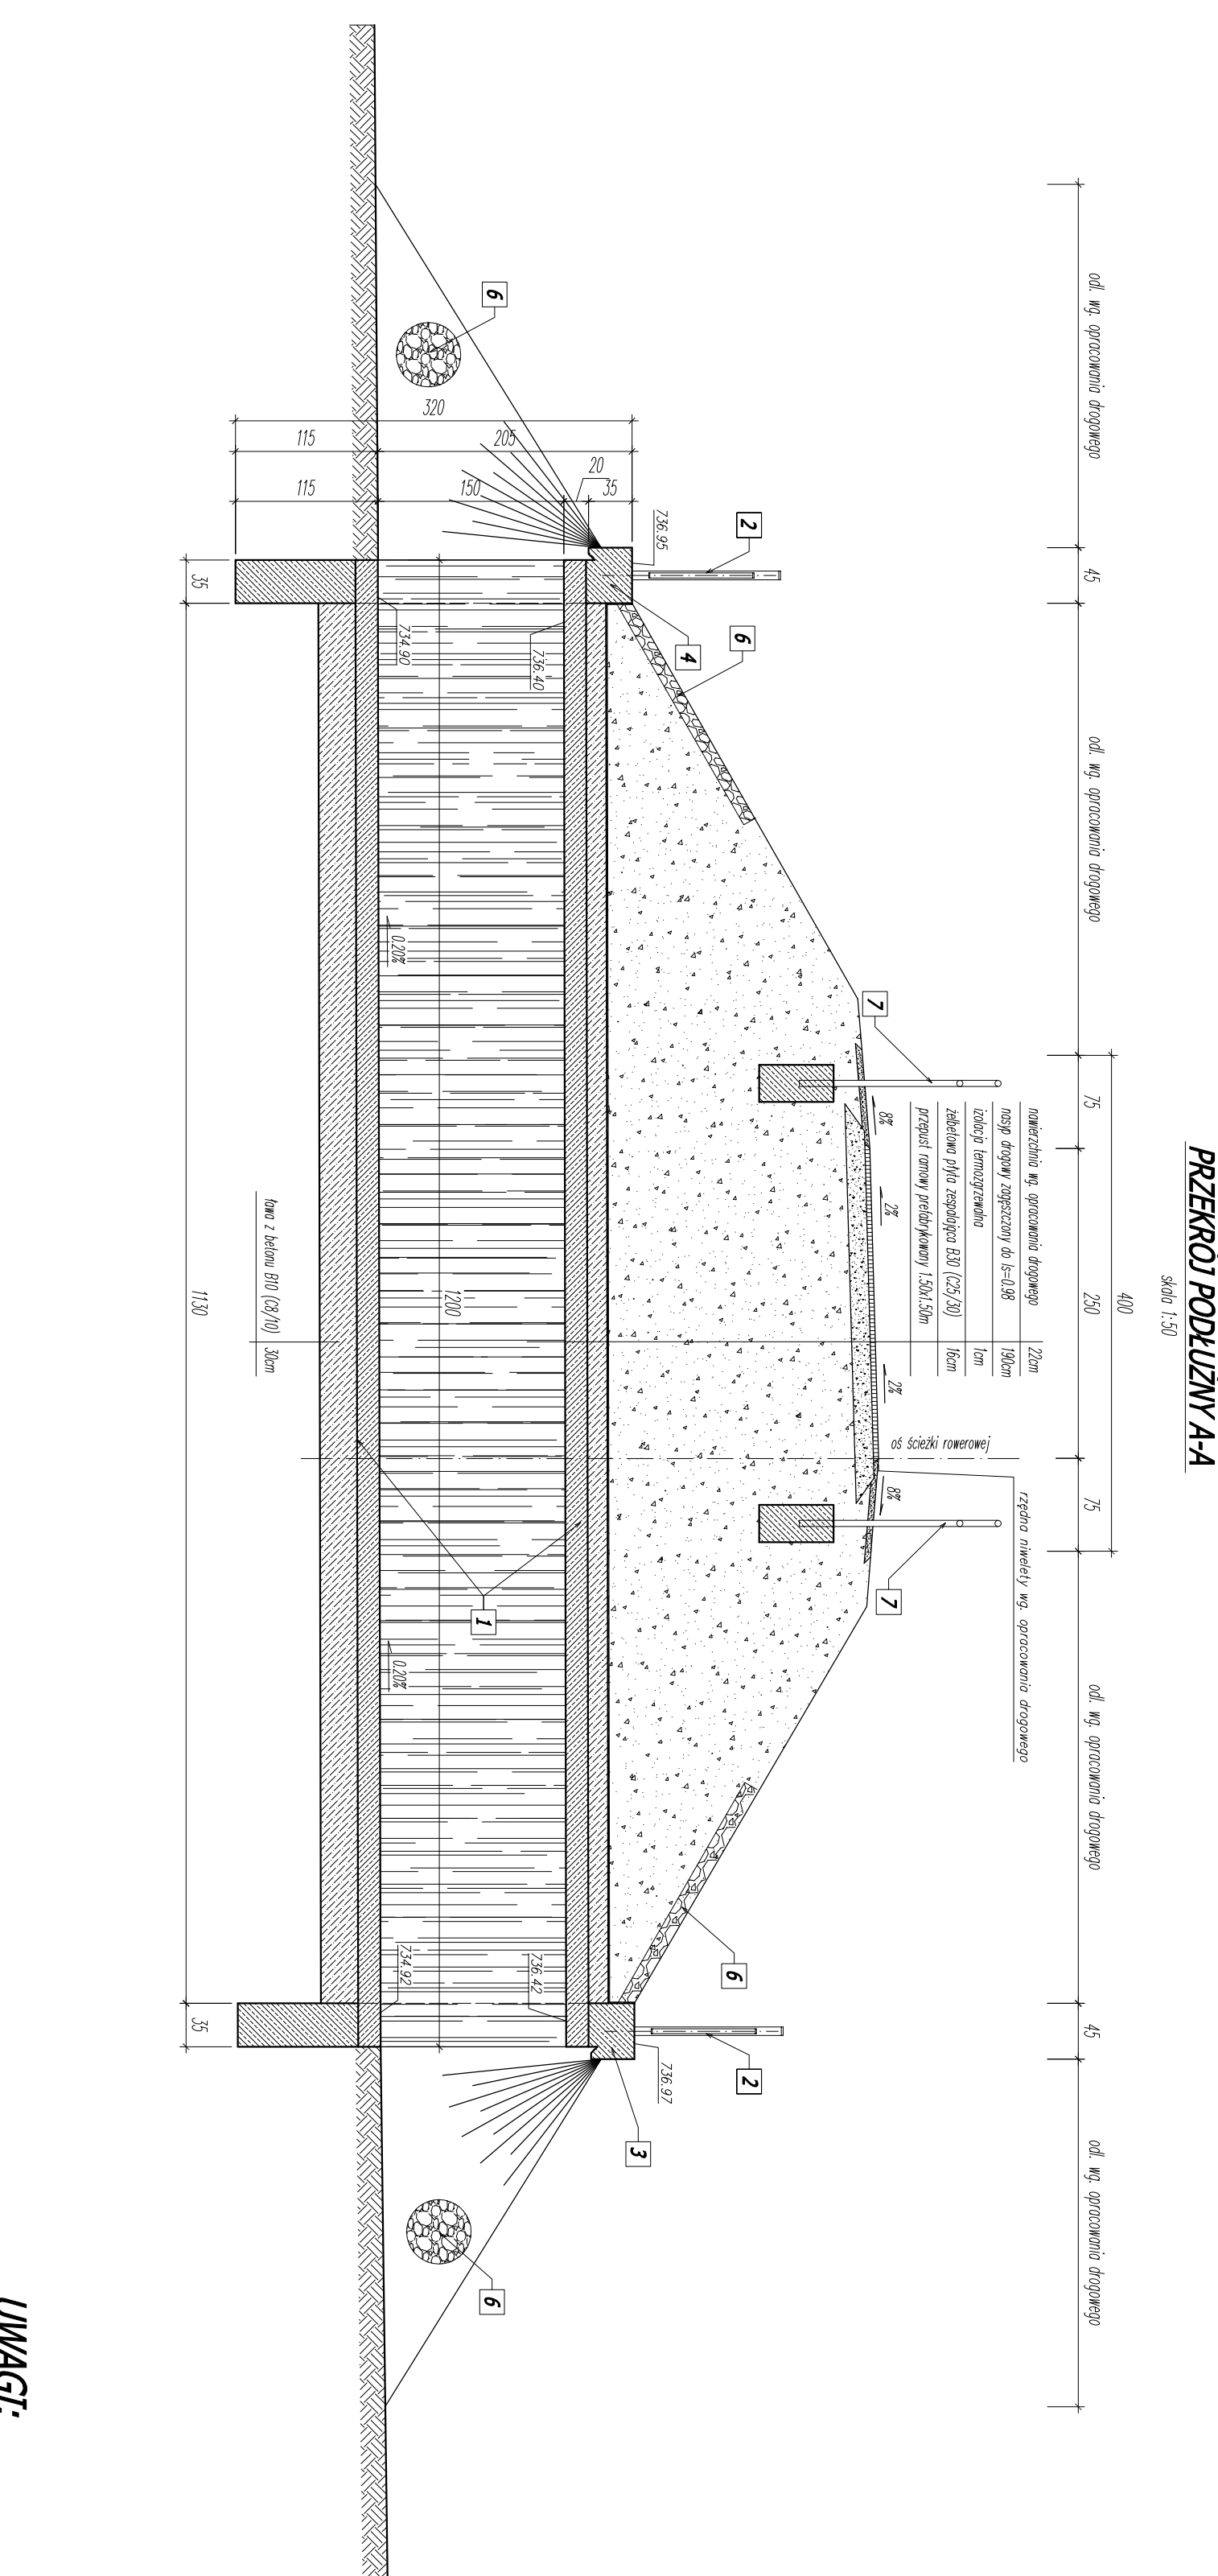 PRZEKRÓJ PODŁUŻNY A-A
skala 1:50
400
od. wg. opracowania drogowego
45
od. wg. opracowania drogowego
75
250
75
od. wg. opracowania drogowego
45
od. wg. opracowania drogowego
nawierzchnia wg. opracowania drogowego 22cm
nasyp drogowy zagęszczony do Is=0.98 190cm
izolacja termozgrzewalna 1cm
żelbetowa płyta zespalająca B30 (C25/30) 16cm
przepust ramowy prefabrykowany 1.50x1.50m
rzędna niwelety wg. opracowania drogowego
oś ścieżki rowerowej
7
7
8%
2%
2%
8%
2
6
4
736.95
2
6
3
736.97
6
320
115
205
115
150
20
35
736.40
736.42
1
6
1200
734.90
0.20%
0.20%
734.92
ława z betonu B10 (C8/10) 30cm
35
1130
35
UWAGI: